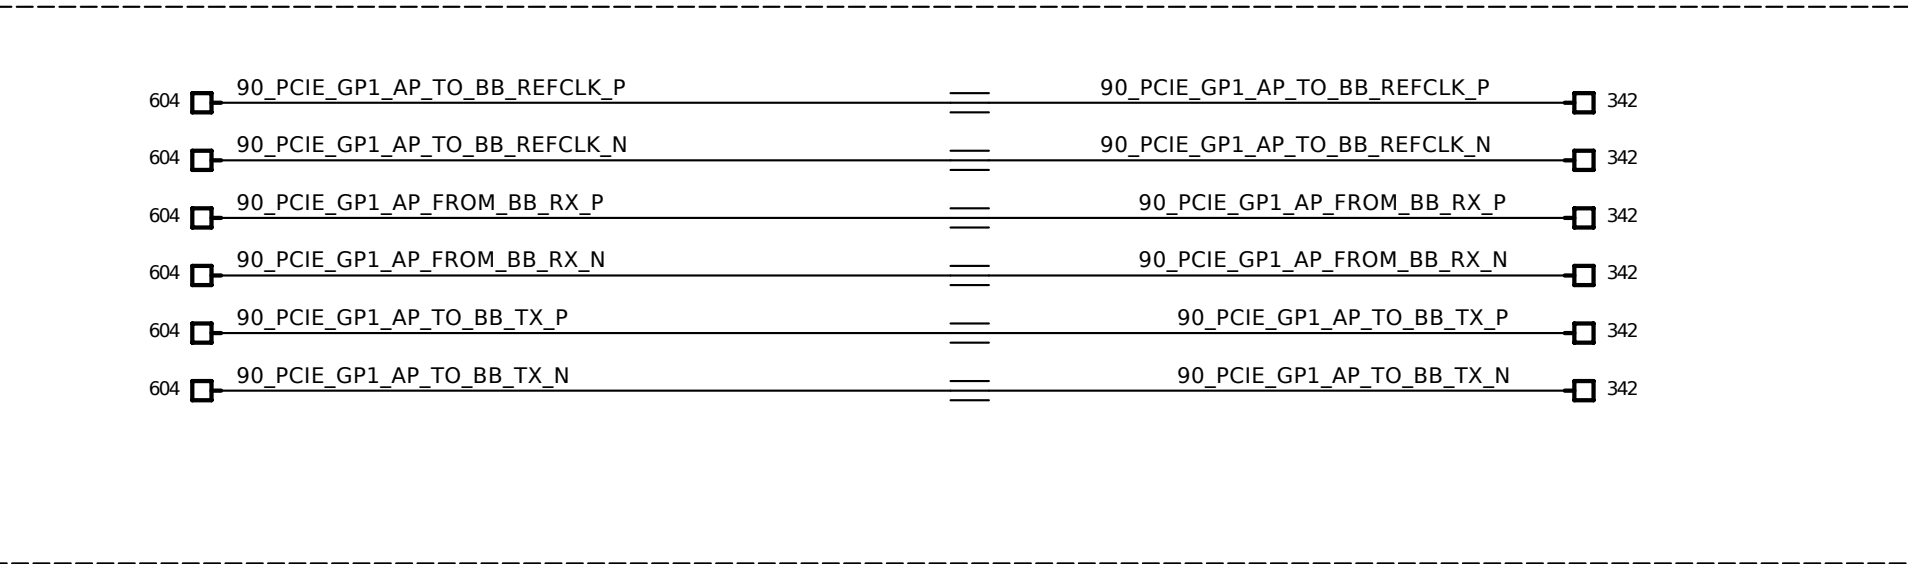 604 90_PCIE_GP1_AP_TO_BB_REFCLK_P 90_PCIE_GP1_AP_TO_BB_REFCLK_P 342
604 90_PCIE_GP1_AP_TO_BB_REFCLK_N 90_PCIE_GP1_AP_TO_BB_REFCLK_N 342
604 90_PCIE_GP1_AP_FROM_BB_RX_P 90_PCIE_GP1_AP_FROM_BB_RX_P 342
604 90_PCIE_GP1_AP_FROM_BB_RX_N 90_PCIE_GP1_AP_FROM_BB_RX_N 342
604 90_PCIE_GP1_AP_TO_BB_TX_P 90_PCIE_GP1_AP_TO_BB_TX_P 342
604 90_PCIE_GP1_AP_TO_BB_TX_N 90_PCIE_GP1_AP_TO_BB_TX_N 342